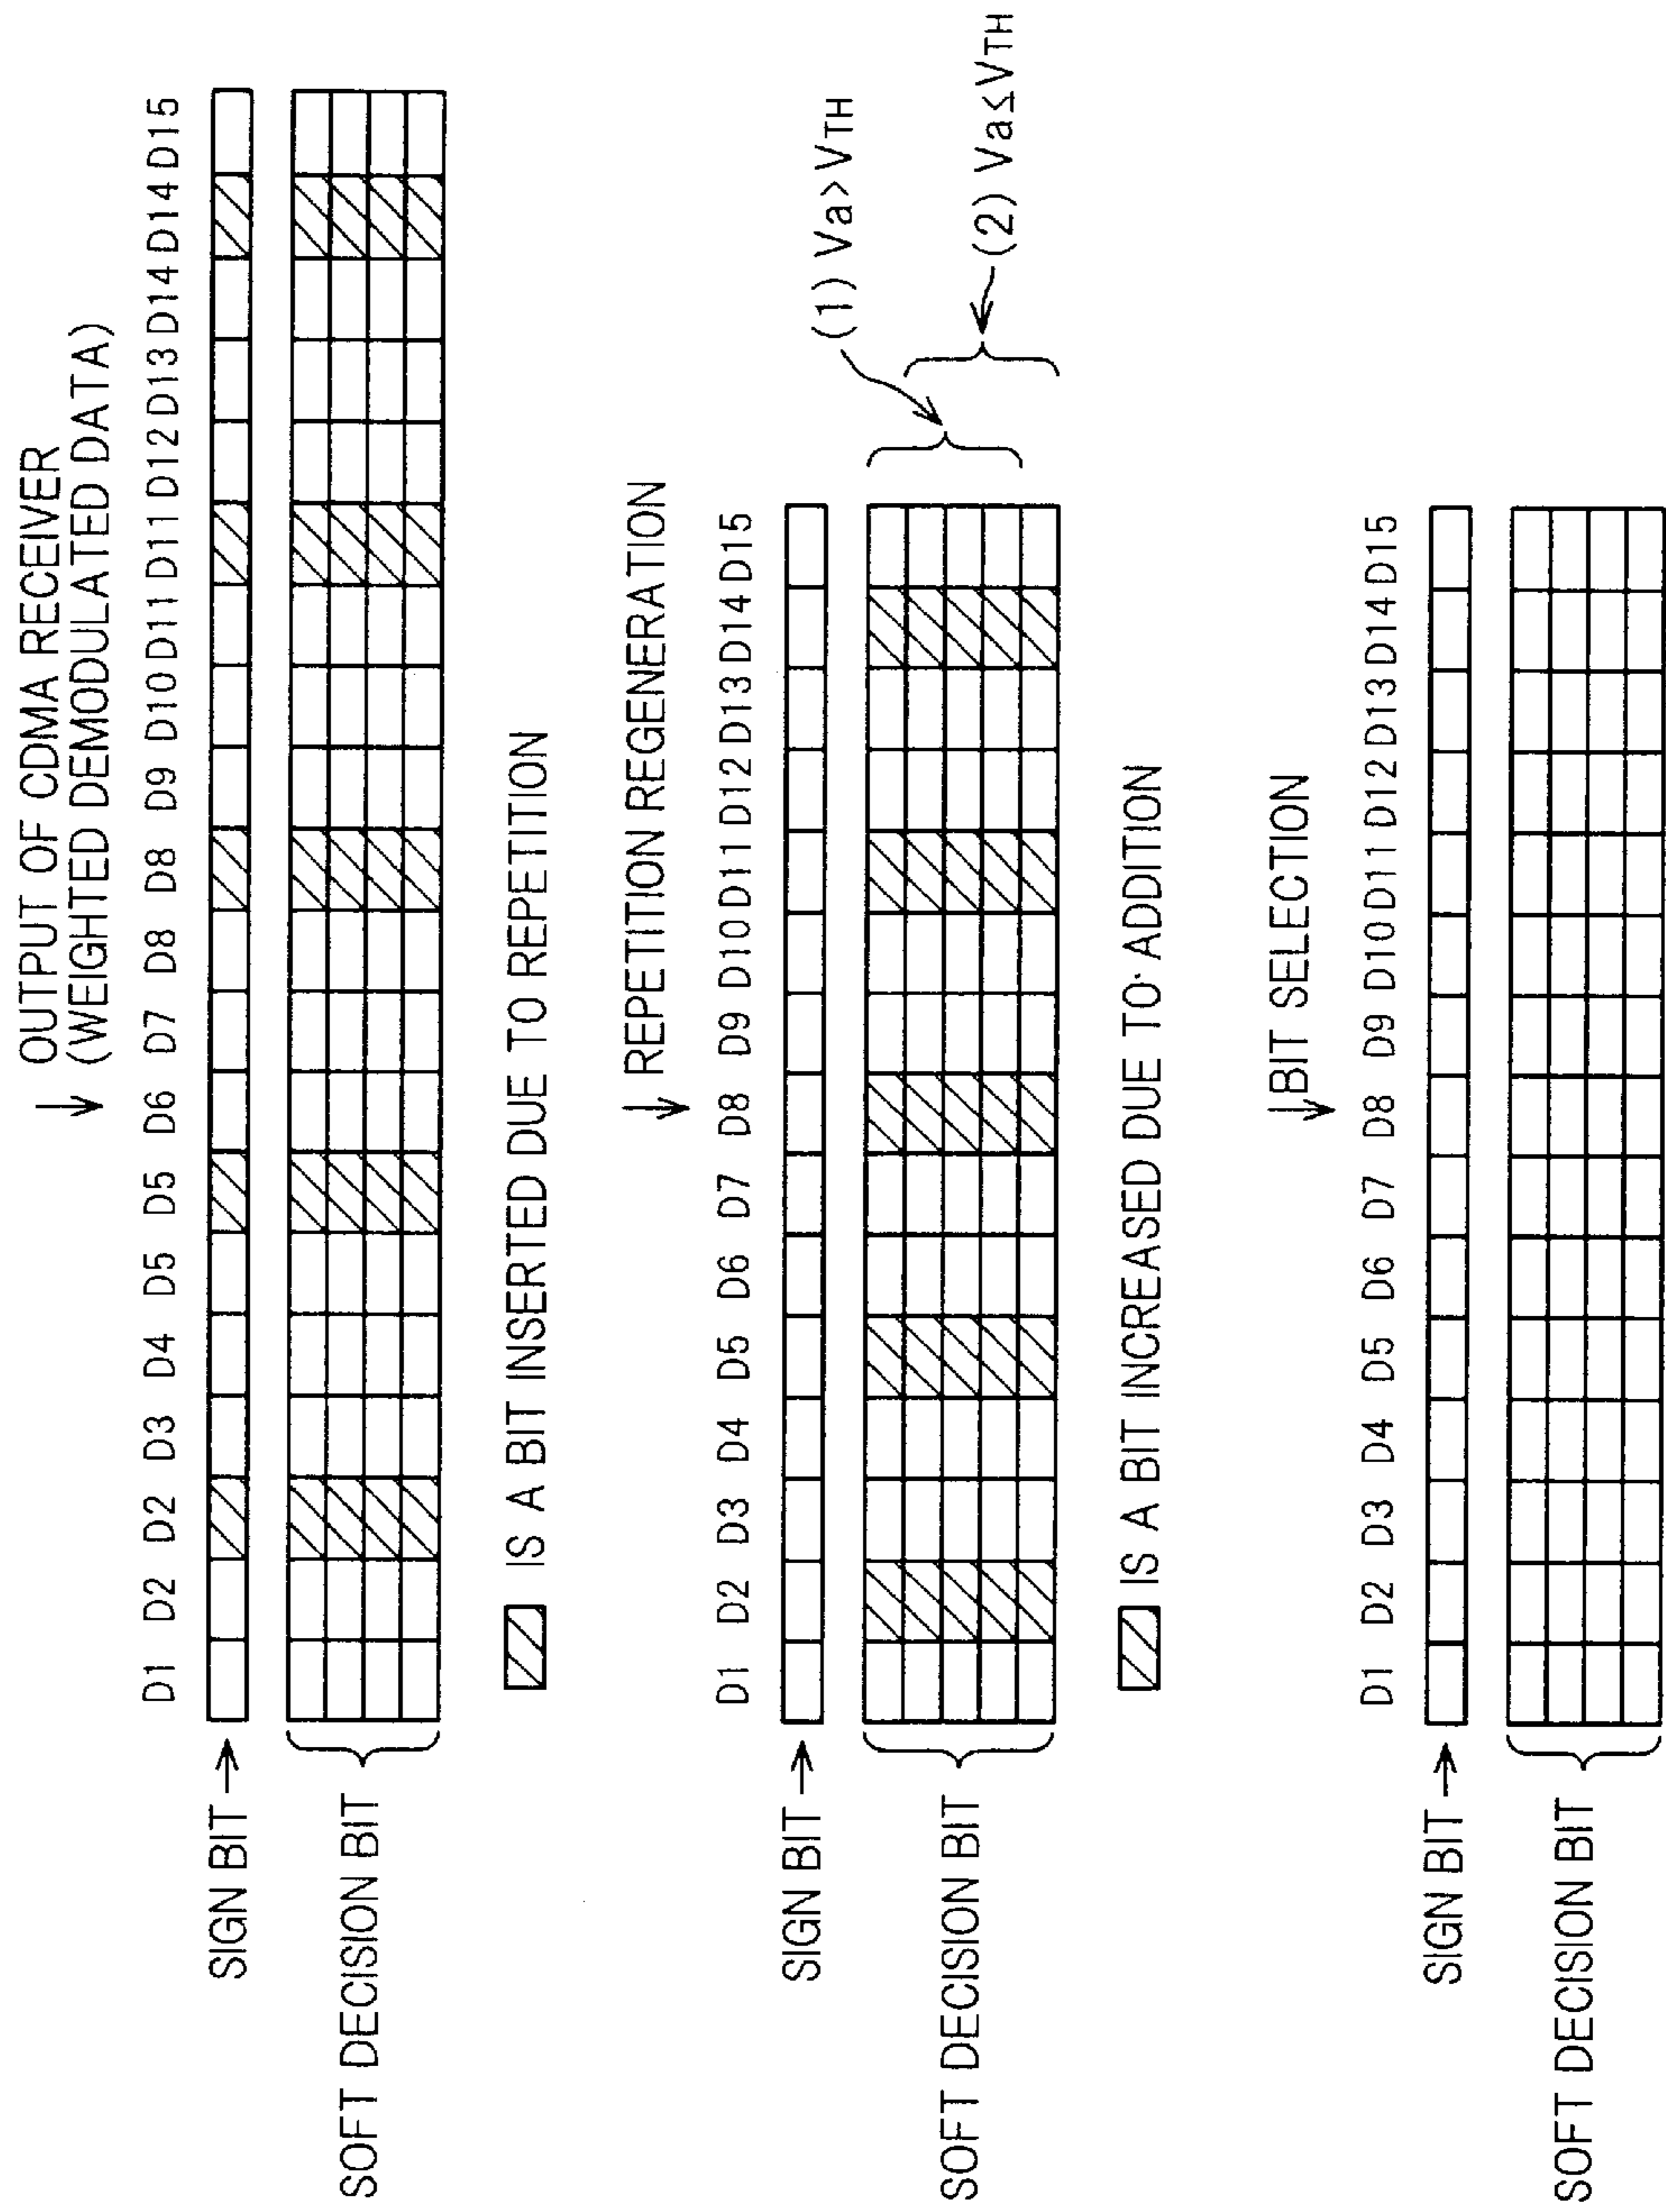 OUTPUT OF CDMA RECEIVER
(WEIGHTED DEMODULATED DATA)
D1 D2 D2 D3 D4 D5 D5 D6 D7 D8 D8 D9 D10 D11 D11 D12 D13 D14 D14 D15
SIGN BIT
SOFT DECISION BIT
IS A BIT INSERTED DUE TO REPETITION
REPETITION REGENERATION
D1 D2 D3 D4 D5 D6 D7 D8 D9 D10 D11 D12 D13 D14 D15
SIGN BIT
SOFT DECISION BIT
(1) Va>VTH
(2) Va≤VTH
IS A BIT INCREASED DUE TO ADDITION
BIT SELECTION
D1 D2 D3 D4 D5 D6 D7 D8 D9 D10 D11 D12 D13 D14 D15
SIGN BIT
SOFT DECISION BIT